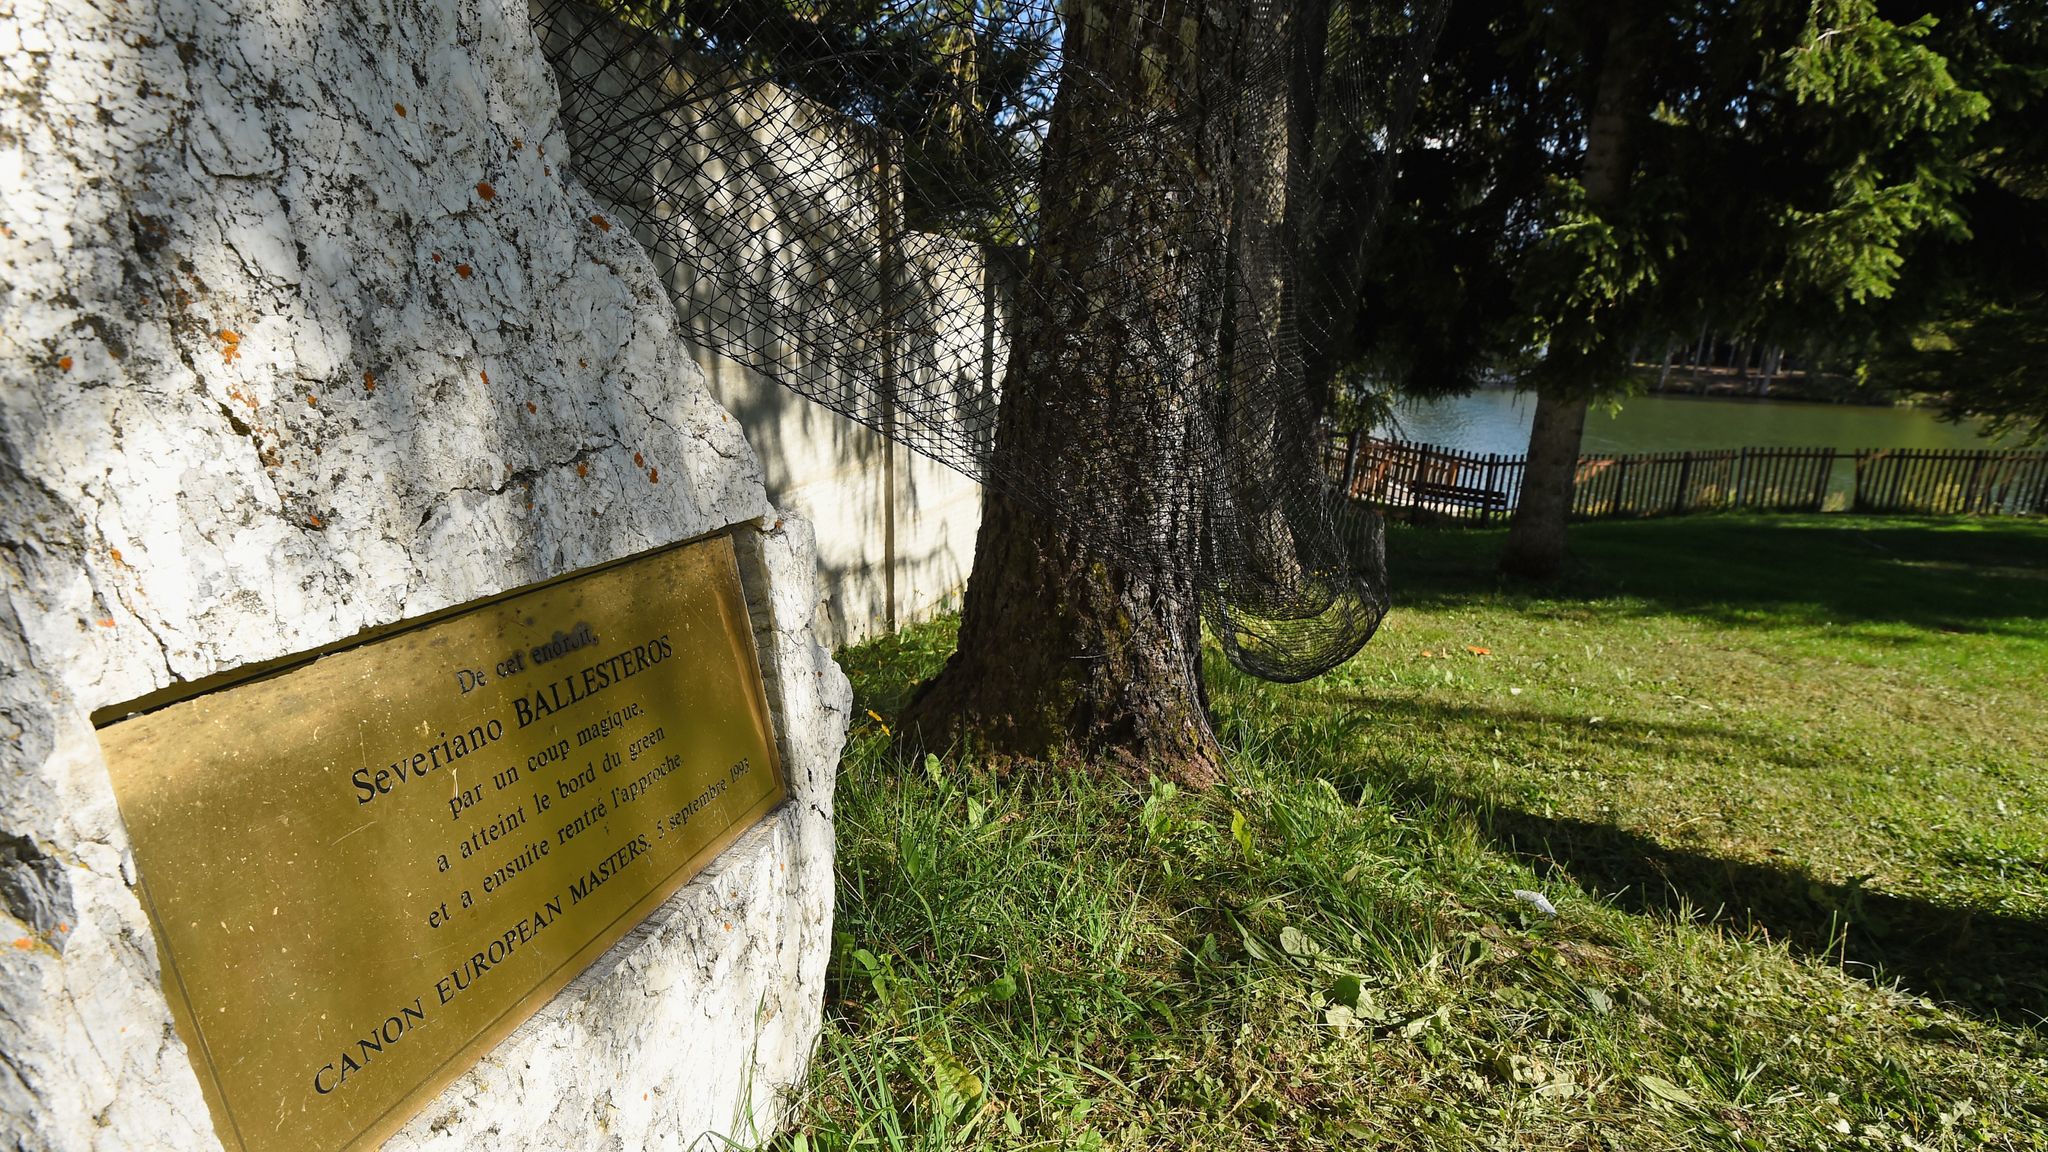 De cet endroit,
Severiano BALLESTEROS
par un coup magique,
a atteint le bord du green
et a ensuite rentré l'approche.
CANON EUROPEAN MASTERS, 5 septembre 1993